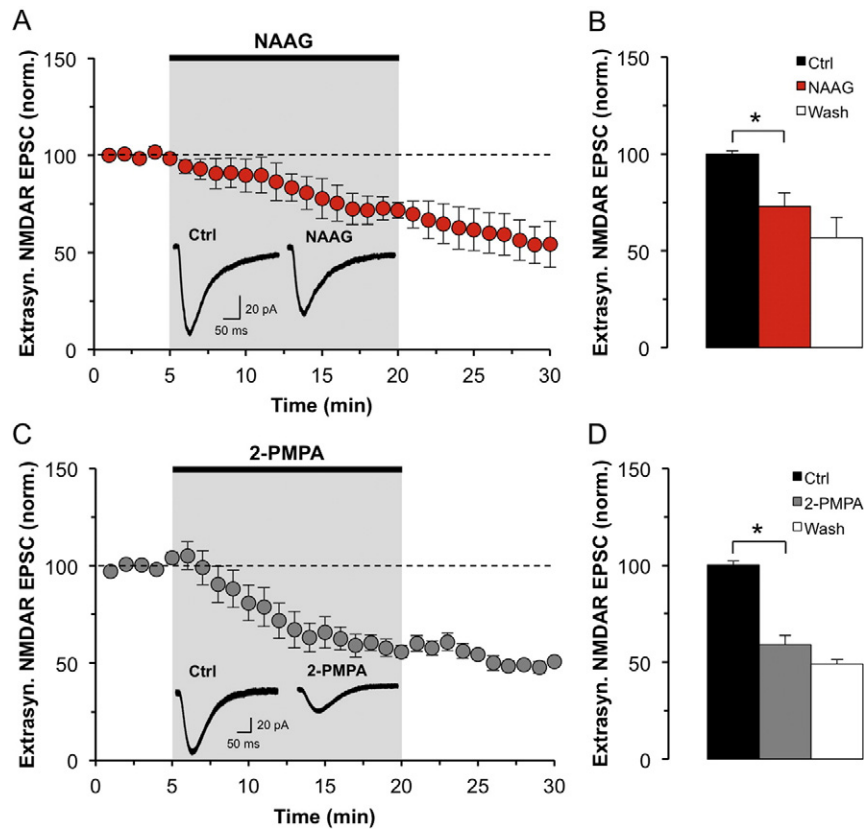 A
NAAG
Extrasyn. NMDAR EPSC (norm.)
150
100
50
0
Ctrl
NAAG
20 pA
50 ms
0 5 10 15 20 25 30
Time (min)
B
Extrasyn. NMDAR EPSC (norm.)
150
100
50
0
Ctrl
NAAG
Wash
*
C
2-PMPA
Extrasyn. NMDAR EPSC (norm.)
150
100
50
0
Ctrl
2-PMPA
20 pA
50 ms
0 5 10 15 20 25 30
Time (min)
D
Extrasyn. NMDAR EPSC (norm.)
150
100
50
0
Ctrl
2-PMPA
Wash
*